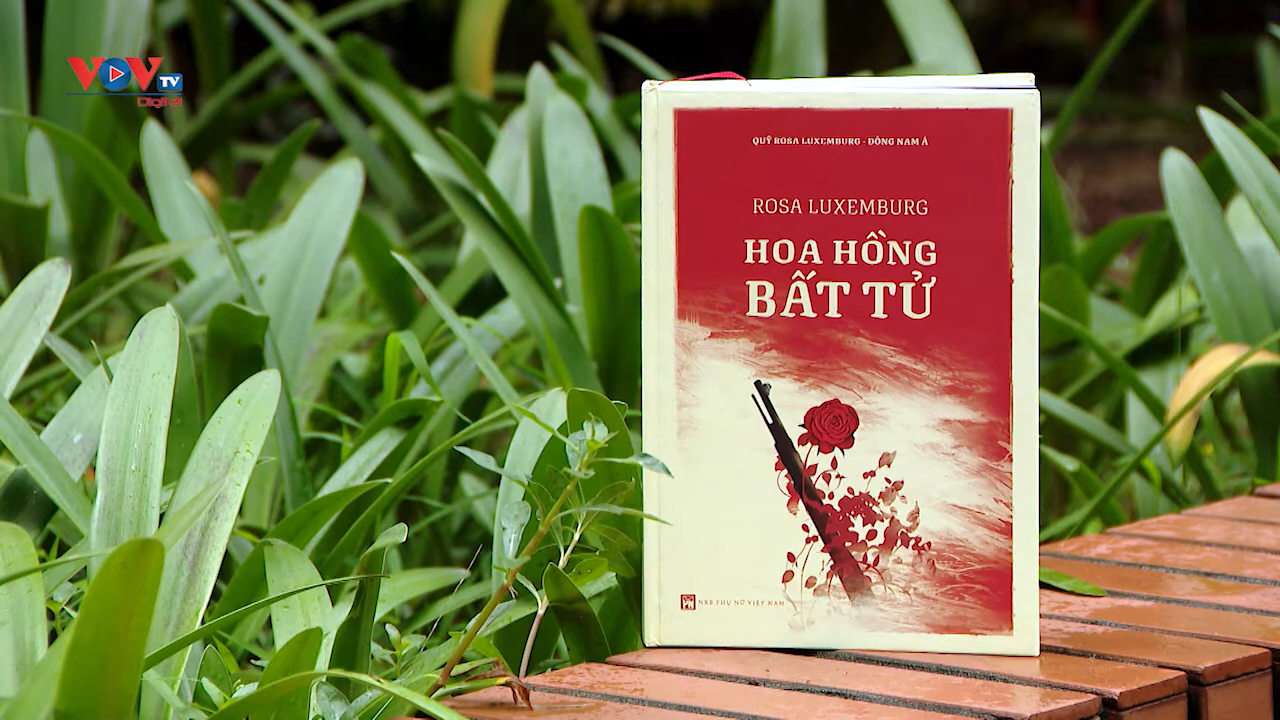 VOV TV
Digital
QUỸ ROSA LUXEMBURG - ĐÔNG NAM Á
ROSA LUXEMBURG
HOA HỒNG
BẤT TỬ
NXB PHỤ NỮ VIỆT NAM